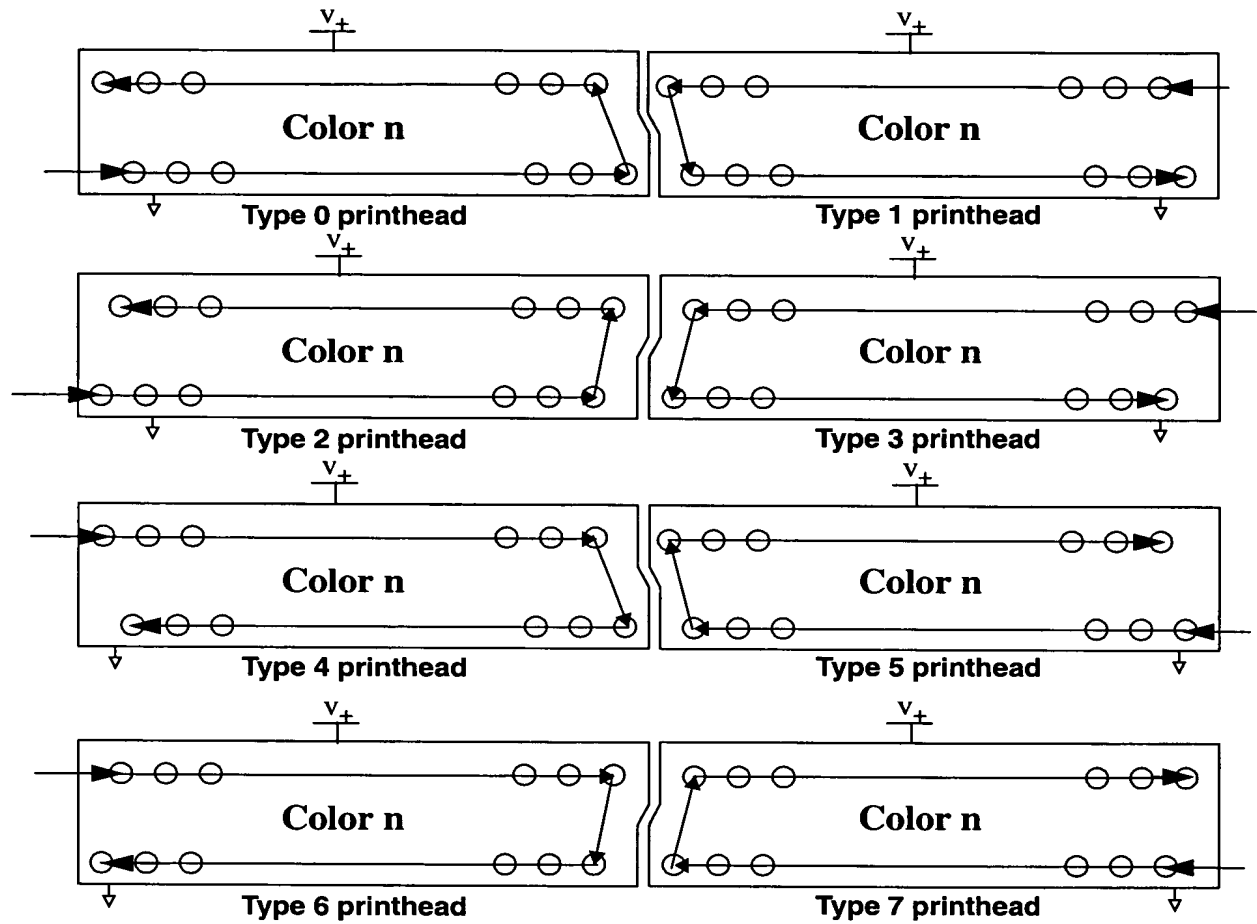 V+
V+
Color n
Color n
Type 0 printhead
Type 1 printhead
V+
V+
Color n
Color n
Type 2 printhead
Type 3 printhead
V+
V+
Color n
Color n
Type 4 printhead
Type 5 printhead
V+
V+
Color n
Color n
Type 6 printhead
Type 7 printhead